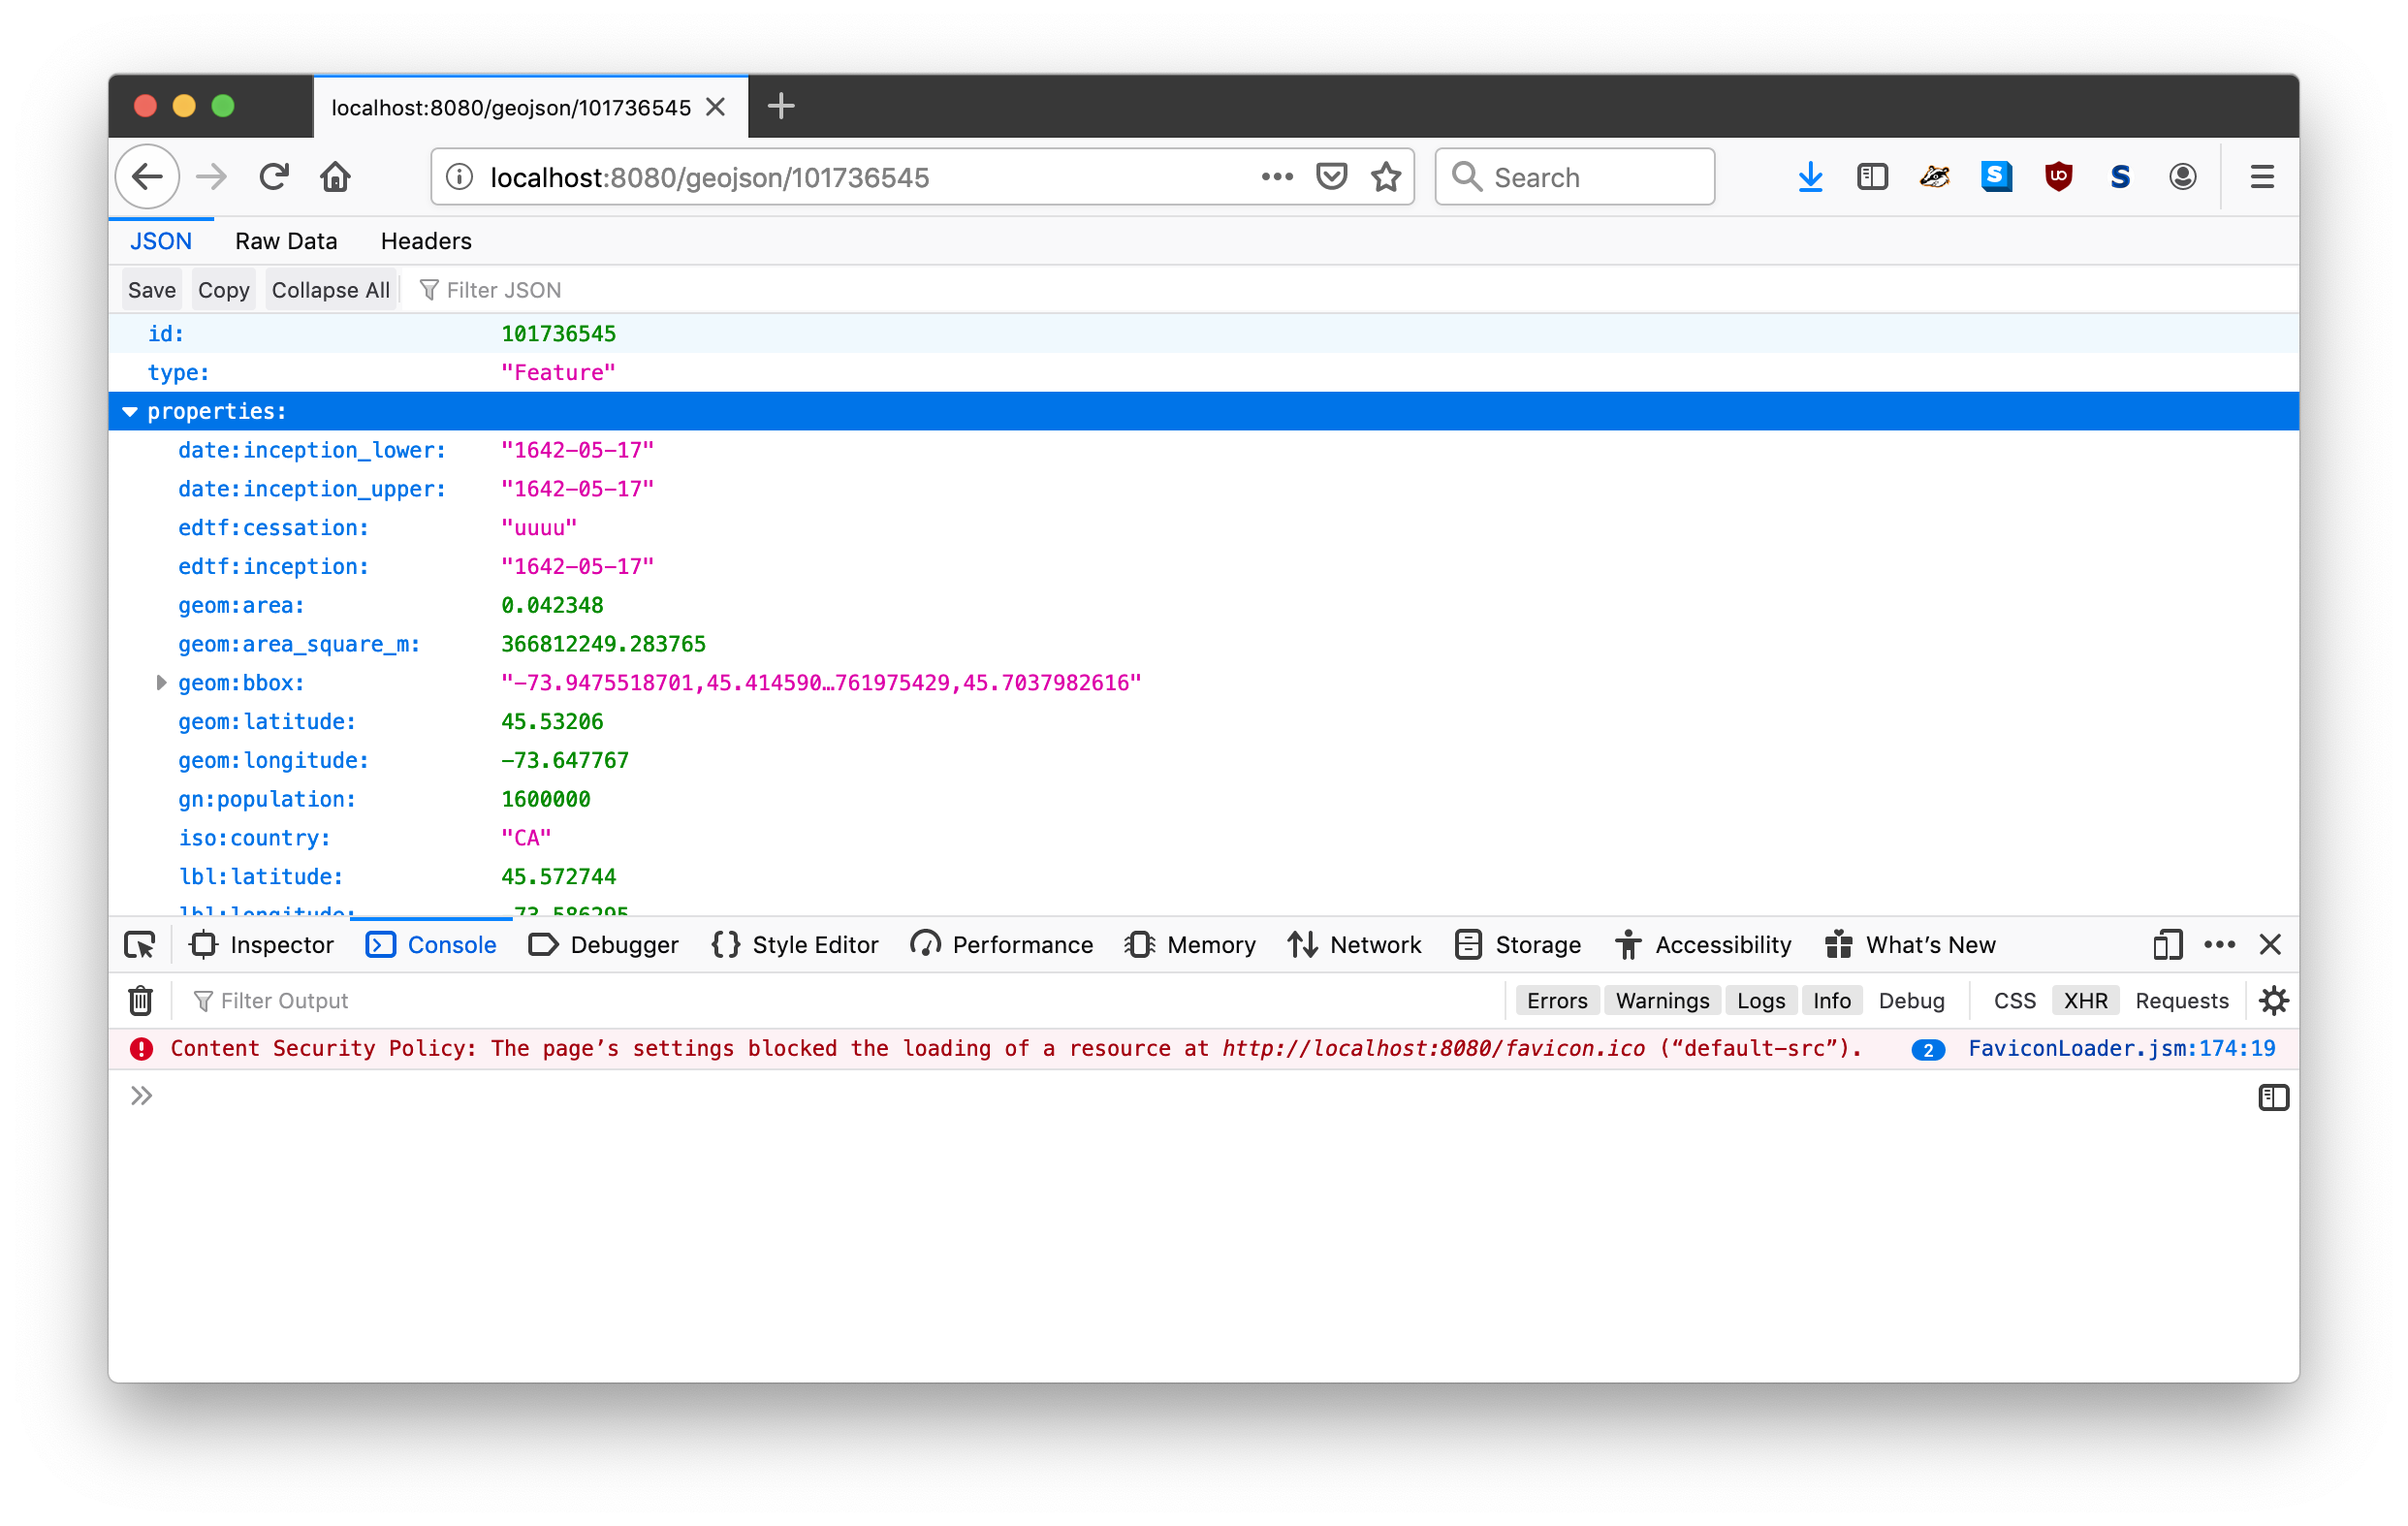 localhost:8080/geojson/101736545
localhost:8080/geojson/101736545
Search
JSON Raw Data Headers
Save Copy Collapse All Filter JSON
id: 101736545
type: "Feature"
properties:
date:inception_lower: "1642-05-17"
date:inception_upper: "1642-05-17"
edtf:cessation: "uuuu"
edtf:inception: "1642-05-17"
geom:area: 0.042348
geom:area_square_m: 366812249.283765
geom:bbox: "-73.9475518701,45.414590…761975429,45.7037982616"
geom:latitude: 45.53206
geom:longitude: -73.647767
gn:population: 1600000
iso:country: "CA"
lbl:latitude: 45.572744
lbl:longitude: -73.586295
Inspector Console Debugger Style Editor Performance Memory Network Storage Accessibility What’s New
Filter Output Errors Warnings Logs Info Debug CSS XHR Requests
Content Security Policy: The page’s settings blocked the loading of a resource at http://localhost:8080/favicon.ico (“default-src”). 2 FaviconLoader.jsm:174:19